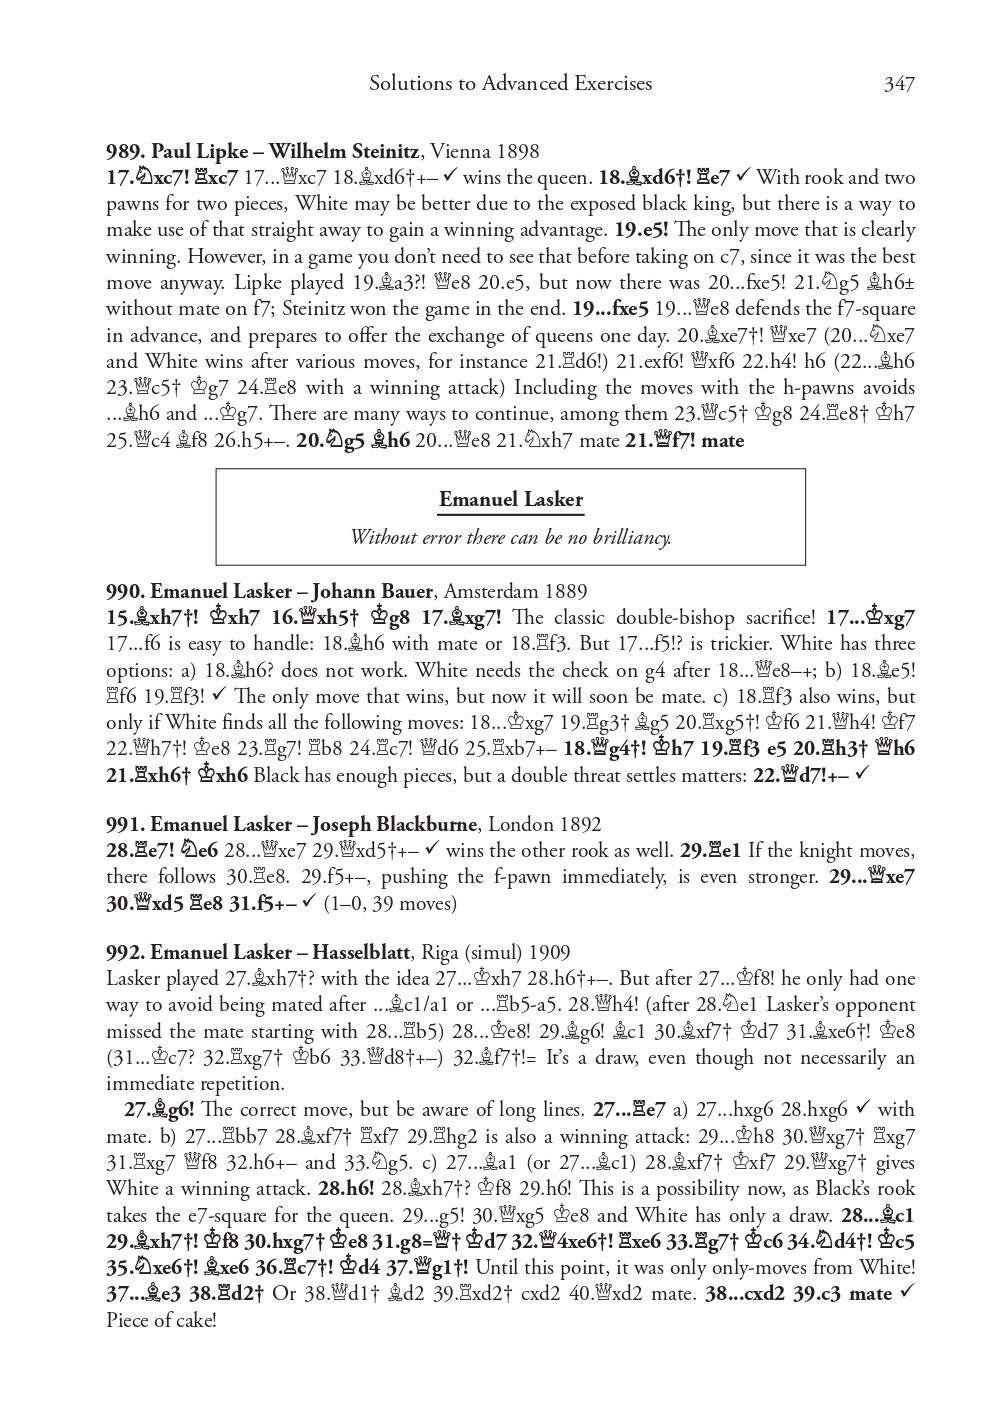 Solutions to Advanced Exercises 347
989. Paul Lipke – Wilhelm Steinitz, Vienna 1898
17.♘xc7! ♖xc7 17...♕xc7 18.♗xd6†+– ✓ wins the queen. 18.♗xd6†! ♖e7 ✓ With rook and two
pawns for two pieces, White may be better due to the exposed black king, but there is a way to
make use of that straight away to gain a winning advantage. 19.e5! The only move that is clearly
winning. However, in a game you don’t need to see that before taking on c7, since it was the best
move anyway. Lipke played 19.♗a3?! ♕e8 20.e5, but now there was 20...fxe5! 21.♘g5 ♗h6±
without mate on f7; Steinitz won the game in the end. 19...fxe5 19...♕e8 defends the f7-square
in advance, and prepares to offer the exchange of queens one day. 20.♗xe7†! ♕xe7 (20...♘xe7
and White wins after various moves, for instance 21.♖d6!) 21.exf6! ♕xf6 22.h4! h6 (22...♗h6
23.♕c5† ♔g7 24.♖e8 with a winning attack) Including the moves with the h-pawns avoids
...♗h6 and ...♔g7. There are many ways to continue, among them 23.♕c5† ♔g8 24.♖e8† ♔h7
25.♕c4 ♗f8 26.h5+–. 20.♘g5 ♗h6 20...♕e8 21.♘xh7 mate 21.♕f7! mate
Emanuel Lasker
Without error there can be no brilliancy.
990. Emanuel Lasker – Johann Bauer, Amsterdam 1889
15.♗xh7†! ♔xh7 16.♕xh5† ♔g8 17.♗xg7! The classic double-bishop sacrifice! 17...♔xg7
17...f6 is easy to handle: 18.♗h6 with mate or 18.♖f3. But 17...f5!? is trickier. White has three
options: a) 18.♗h6? does not work. White needs the check on g4 after 18...♕e8–+; b) 18.♗e5!
♖f6 19.♖f3! ✓ The only move that wins, but now it will soon be mate. c) 18.♖f3 also wins, but
only if White finds all the following moves: 18...♔xg7 19.♖g3† ♗g5 20.♖xg5†! ♔f6 21.♕h4! ♔f7
22.♕h7†! ♔e8 23.♖g7! ♖b8 24.♖c7! ♕d6 25.♖xb7+– 18.♕g4†! ♔h7 19.♖f3 e5 20.♖h3† ♕h6
21.♖xh6† ♔xh6 Black has enough pieces, but a double threat settles matters: 22.♕d7!+– ✓
991. Emanuel Lasker – Joseph Blackburne, London 1892
28.♖e7! ♘e6 28...♕xe7 29.♕xd5†+– ✓ wins the other rook as well. 29.♖e1 If the knight moves,
there follows 30.♖e8. 29.f5+–, pushing the f-pawn immediately, is even stronger. 29...♕xe7
30.♕xd5 ♖e8 31.f5+– ✓ (1–0, 39 moves)
992. Emanuel Lasker – Hasselblatt, Riga (simul) 1909
Lasker played 27.♗xh7†? with the idea 27...♔xh7 28.h6†+–. But after 27...♔f8! he only had one
way to avoid being mated after ...♗c1/a1 or ...♖b5-a5. 28.♕h4! (after 28.♘e1 Lasker’s opponent
missed the mate starting with 28...♖b5) 28...♔e8! 29.♗g6! ♗c1 30.♗xf7† ♔d7 31.♗xe6†! ♔e8
(31...♔c7? 32.♖xg7† ♔b6 33.♕d8†+–) 32.♗f7†!= It’s a draw, even though not necessarily an
immediate repetition.
27.♗g6! The correct move, but be aware of long lines. 27...♖e7 a) 27...hxg6 28.hxg6 ✓ with
mate. b) 27...♖bb7 28.♗xf7† ♖xf7 29.♖hg2 is also a winning attack: 29...♔h8 30.♕xg7† ♖xg7
31.♖xg7 ♕f8 32.h6+– and 33.♘g5. c) 27...♗a1 (or 27...♗c1) 28.♗xf7† ♔xf7 29.♕xg7† gives
White a winning attack. 28.h6! 28.♗xh7†? ♔f8 29.h6! This is a possibility now, as Black’s rook
takes the e7-square for the queen. 29...g5! 30.♕xg5 ♔e8 and White has only a draw. 28...♗c1
29.♗xh7†! ♔f8 30.hxg7† ♔e8 31.g8=♕† ♔d7 32.♕4xe6†! ♖xe6 33.♖g7† ♔c6 34.♘d4†! ♔c5
35.♘xe6†! ♗xe6 36.♖c7†! ♔d4 37.♕g1†! Until this point, it was only only-moves from White!
37...♗e3 38.♖d2† Or 38.♕d1† ♗d2 39.♖xd2† cxd2 40.♕xd2 mate. 38...cxd2 39.c3 mate ✓
Piece of cake!